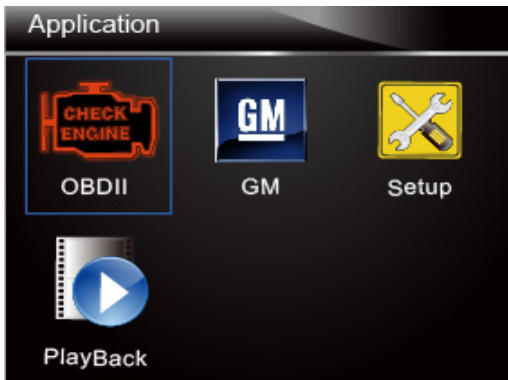 Application
CHECK
ENGINE
GM
OBDII
GM
Setup
PlayBack